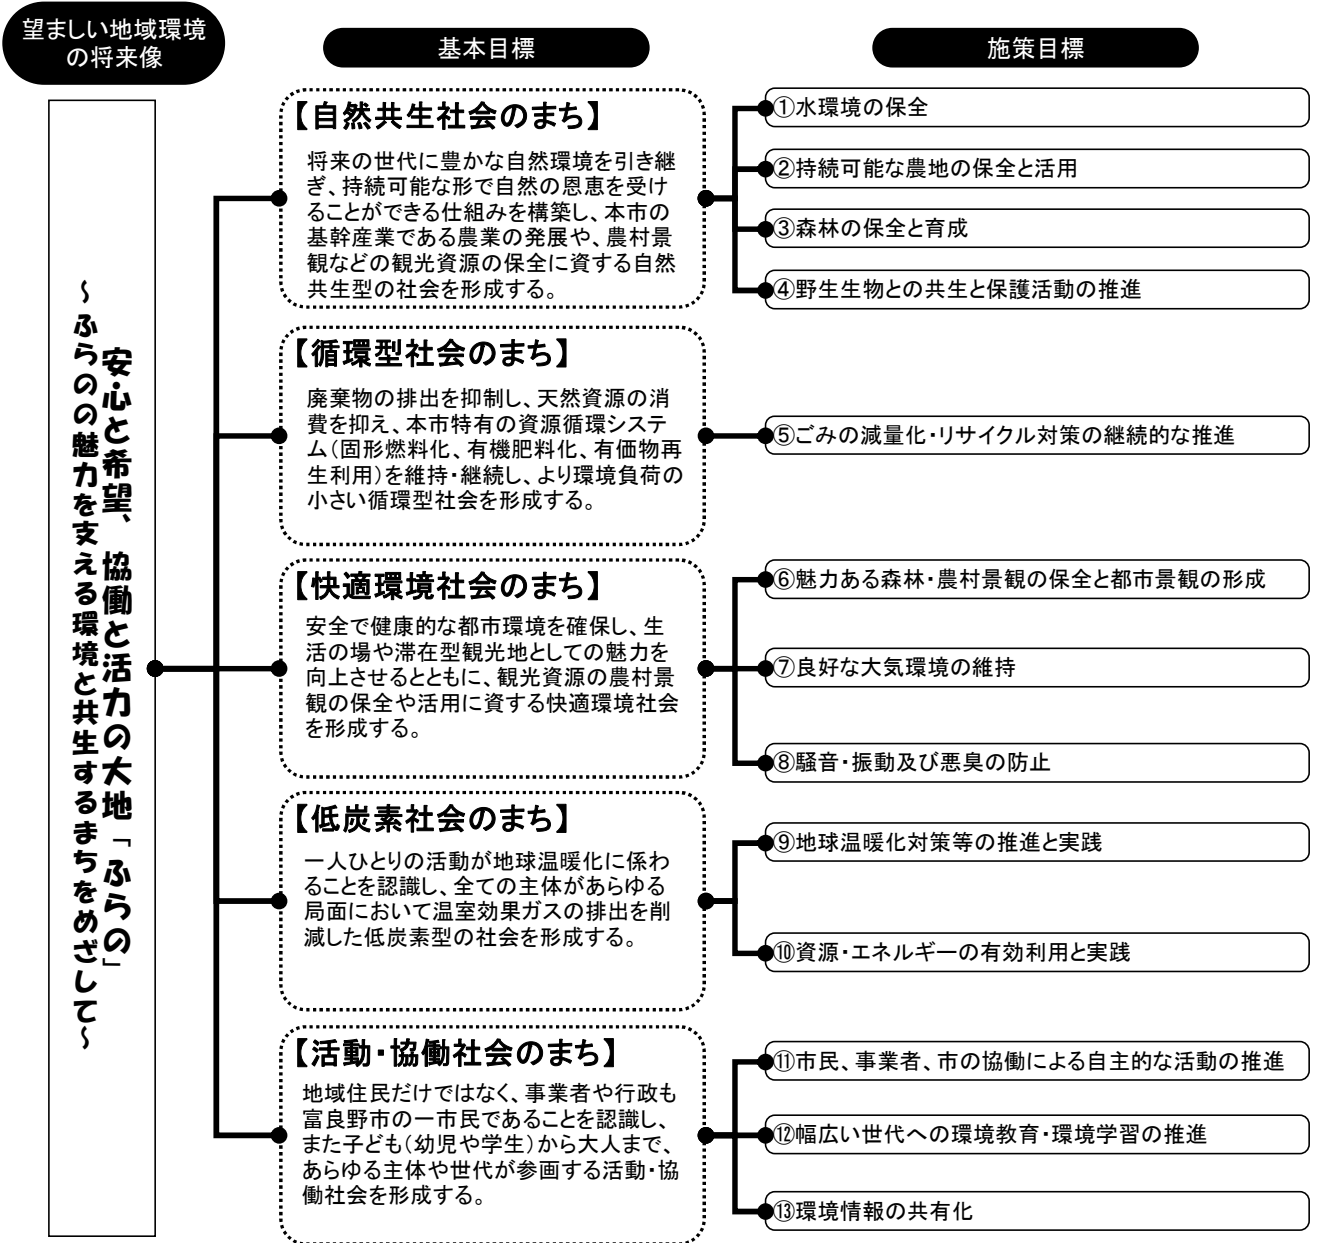 望ましい地域環境
の将来像
基本目標
施策目標
安心と希望、協働と活力の大地「ふらの」
～ふらのの魅力を支える環境と共生するまちをめざして～
【自然共生社会のまち】
将来の世代に豊かな自然環境を引き継
ぎ、持続可能な形で自然の恩恵を受け
ることができる仕組みを構築し、本市の
基幹産業である農業の発展や、農村景
観などの観光資源の保全に資する自然
共生型の社会を形成する。
①水環境の保全
②持続可能な農地の保全と活用
③森林の保全と育成
④野生生物との共生と保護活動の推進
【循環型社会のまち】
廃棄物の排出を抑制し、天然資源の消
費を抑え、本市特有の資源循環システ
ム(固形燃料化、有機肥料化、有価物再
生利用)を維持・継続し、より環境負荷の
小さい循環型社会を形成する。
⑤ごみの減量化・リサイクル対策の継続的な推進
【快適環境社会のまち】
安全で健康的な都市環境を確保し、生
活の場や滞在型観光地としての魅力を
向上させるとともに、観光資源の農村景
観の保全や活用に資する快適環境社会
を形成する。
⑥魅力ある森林・農村景観の保全と都市景観の形成
⑦良好な大気環境の維持
⑧騒音・振動及び悪臭の防止
【低炭素社会のまち】
一人ひとりの活動が地球温暖化に係わ
ることを認識し、全ての主体があらゆる
局面において温室効果ガスの排出を削
減した低炭素型の社会を形成する。
⑨地球温暖化対策等の推進と実践
⑩資源・エネルギーの有効利用と実践
【活動・協働社会のまち】
地域住民だけではなく、事業者や行政も
富良野市の一市民であることを認識し、
また子ども(幼児や学生)から大人まで、
あらゆる主体や世代が参画する活動・協
働社会を形成する。
⑪市民、事業者、市の協働による自主的な活動の推進
⑫幅広い世代への環境教育・環境学習の推進
⑬環境情報の共有化